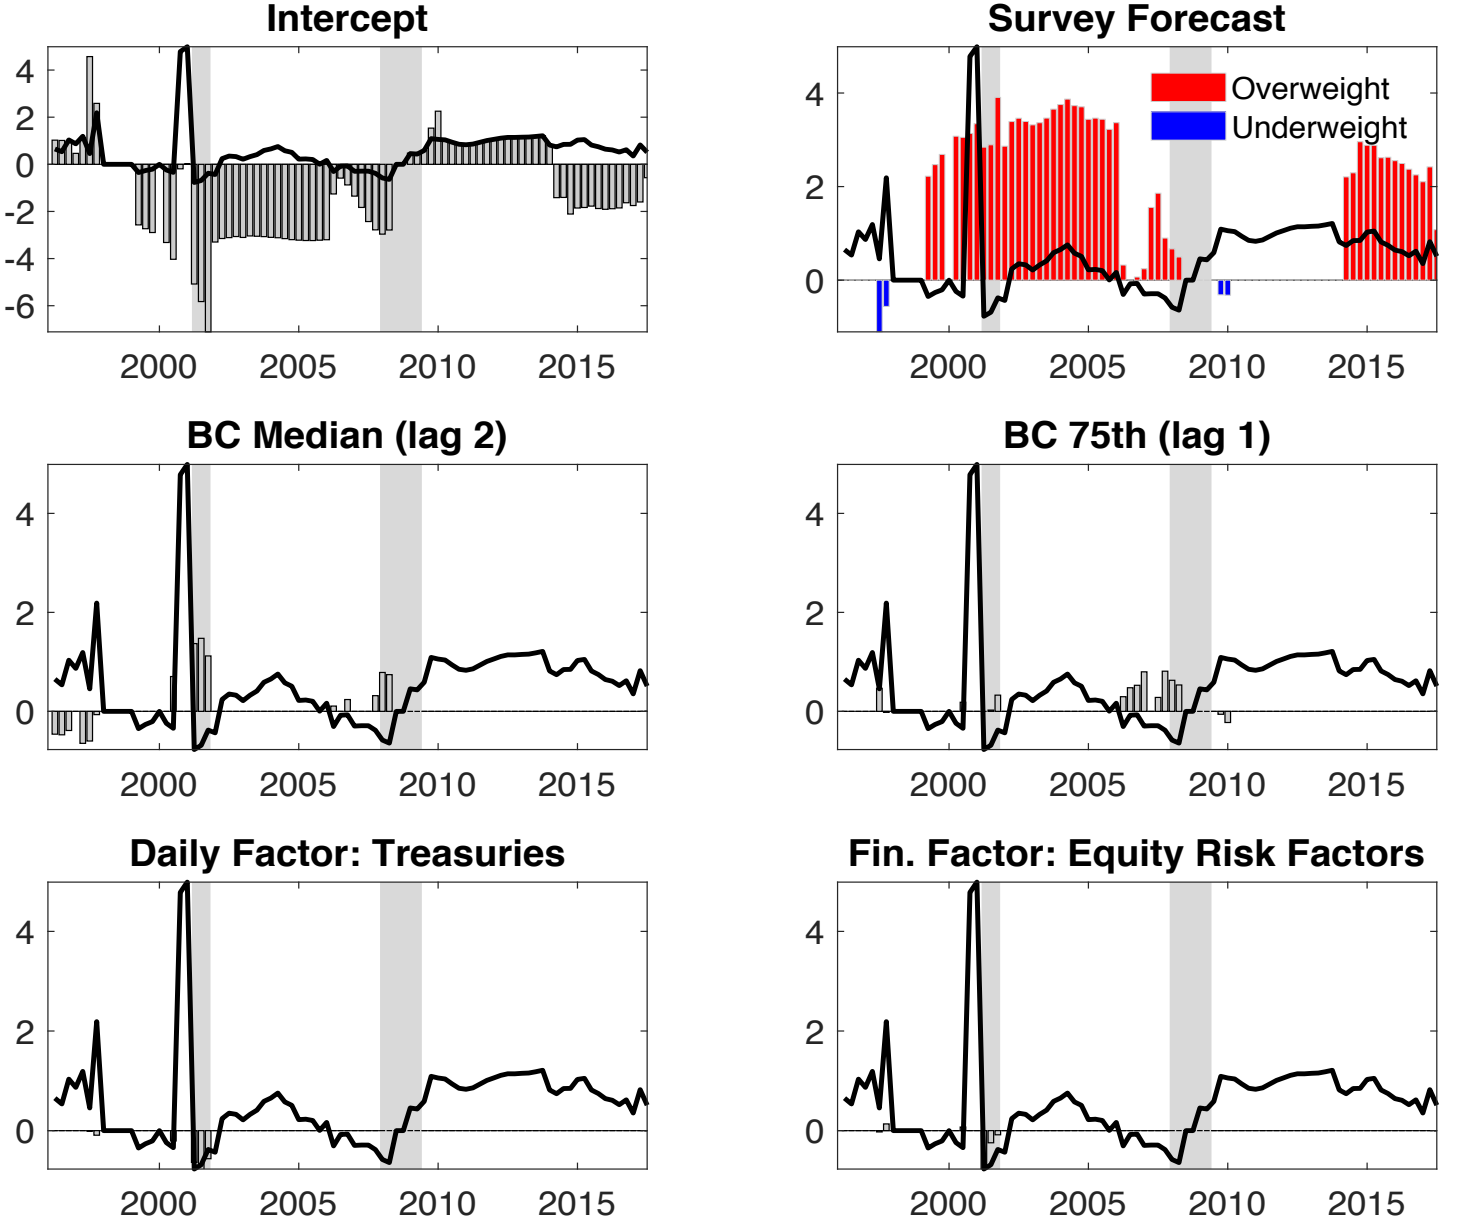 Intercept
4
2
0
-2
-4
-6
2000 2005 2010 2015
Survey Forecast
Overweight
Underweight
4
2
0
2000 2005 2010 2015
BC Median (lag 2)
4
2
0
2000 2005 2010 2015
BC 75th (lag 1)
4
2
0
2000 2005 2010 2015
Daily Factor: Treasuries
4
2
0
2000 2005 2010 2015
Fin. Factor: Equity Risk Factors
4
2
0
2000 2005 2010 2015